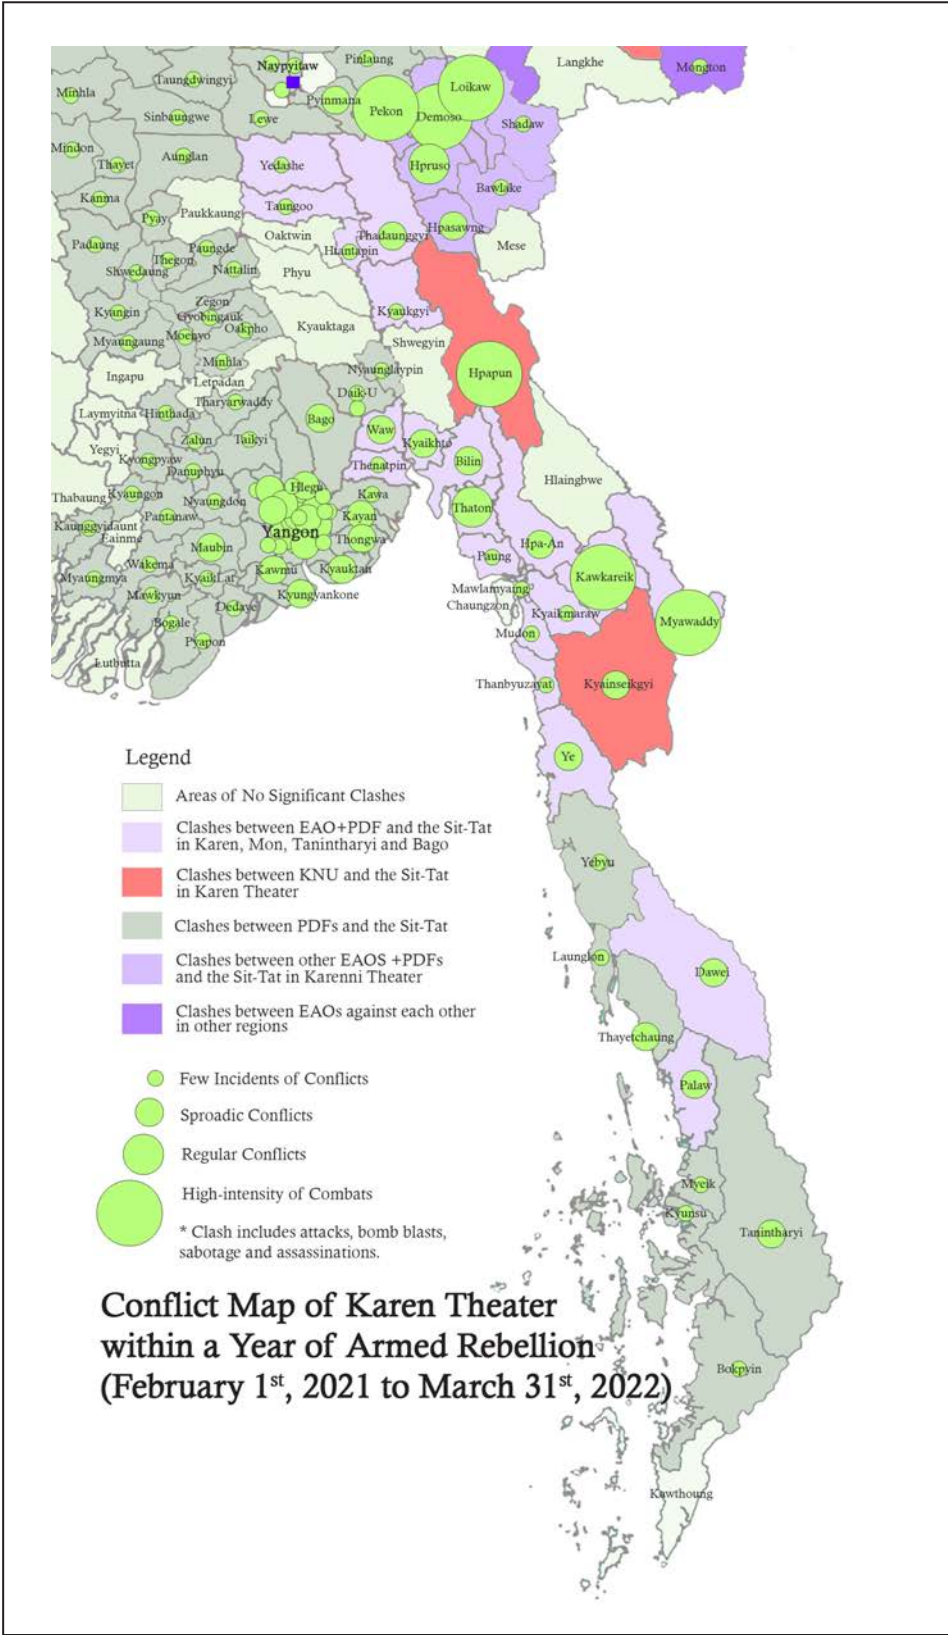 Langkhe
Pinlaung
Naypyitaw
Mongton
Taungdwingyi
Loikaw
Minhla
Pyinmana
Pekon
Demoso
Sinbaungwe
Lewe
Shadaw
Mindon
Aunglan
Thayet
Yedashe
Hpruso
Bawlake
Kanma
Taungoo
Pyay
Paukkaung
Hpasawng
Oaktwin
Thadaunggyi
Padaung
Paungde
Htantapin
Mese
Thegon
Shwedaung
Nattalin
Phyu
Zegon
Kyangin
Gyobingauk
Kyaukgyi
Oakpho
Kyauktaga
Moenyo
Myaungaung
Shwegyin
Minhla
Nyaunglaypin
Hpapun
Ingapu
Letpadan
Daik-U
Tharyarwaddy
Laymyitna
Hinthada
Bago
Waw
Zalun
Taikyi
Kyaikhto
Yegyi
Kyongpyaw
Thenatpin
Bilin
Danuphyu
Hlaingbwe
Hlegu
Thabaung
Kyaungon
Kawa
Nyaungdon
Thaton
Pantanaw
Kayan
Kaunggyidaunt
Eainme
Yangon
Thongwa
Hpa-An
Maubin
Paung
Wakema
Kawmu
Kyauktan
Kawkareik
Myaungmya
KyaikLat
Mawlamyaing
Mawkyun
Kyungyankone
Chaungzon
Dedaye
Kyaikmaraw
Bogale
Myawaddy
Mudon
Pyapon
Lutbutta
Thanbyuzayat
Kyainseikgyi
Ye
Legend
Areas of No Significant Clashes
Clashes between EAO+PDF and the Sit-Tat
in Karen, Mon, Tanintharyi and Bago
Clashes between KNU and the Sit-Tat
in Karen Theater
Clashes between PDFs and the Sit-Tat
Clashes between other EAOS +PDFs
and the Sit-Tat in Karenni Theater
Clashes between EAOs against each other
in other regions
Few Incidents of Conflicts
Sproadic Conflicts
Regular Conflicts
High-intensity of Combats
* Clash includes attacks, bomb blasts,
sabotage and assassinations.
Yebyu
Launglon
Dawei
Thayetchaung
Palaw
Myeik
Kyunsu
Tanintharyi
Bokpyin
Kawthoung
Conflict Map of Karen Theater
within a Year of Armed Rebellion
(February 1st, 2021 to March 31st, 2022)